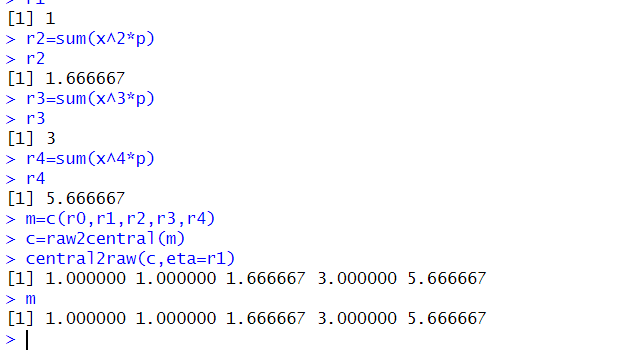 > r1
[1] 1
> r2=sum(x^2*p)
> r2
[1] 1.666667
> r3=sum(x^3*p)
> r3
[1] 3
> r4=sum(x^4*p)
> r4
[1] 5.666667
> m=c(r0,r1,r2,r3,r4)
> c=raw2central(m)
> central2raw(c,eta=r1)
[1] 1.000000 1.000000 1.666667 3.000000 5.666667
> m
[1] 1.000000 1.000000 1.666667 3.000000 5.666667
>